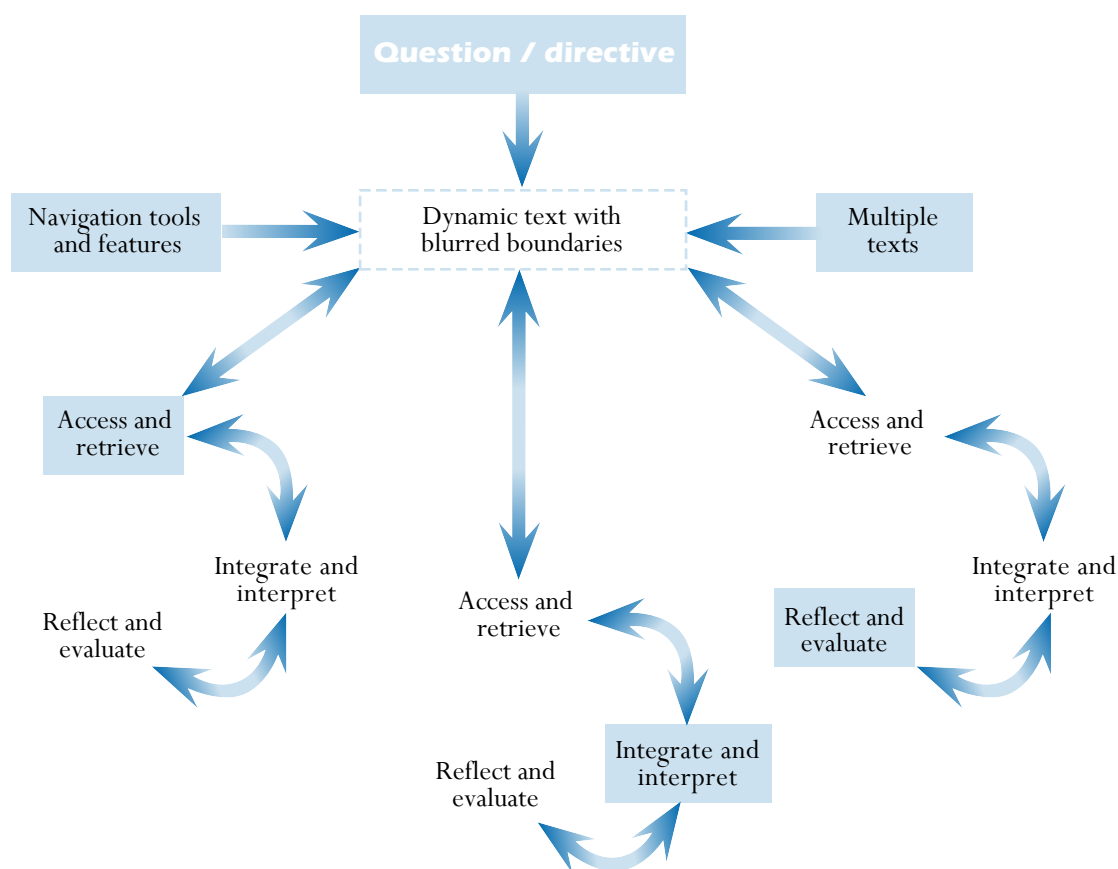 Question / directive
Navigation tools
and features
Dynamic text with
blurred boundaries
Multiple
texts
Access and
retrieve
Access and
retrieve
Integrate and
interpret
Integrate and
interpret
Reflect and
evaluate
Access and
retrieve
Reflect and
evaluate
Integrate and
interpret
Reflect and
evaluate